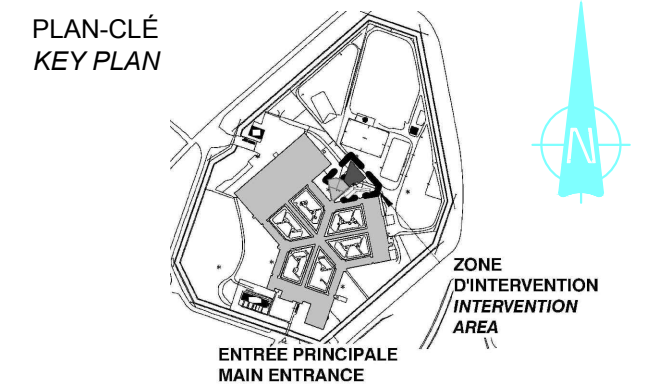 PLAN-CLÉ
KEY PLAN
N
ZONE
D'INTERVENTION
INTERVENTION
AREA
ENTRÉE PRINCIPALE
MAIN ENTRANCE